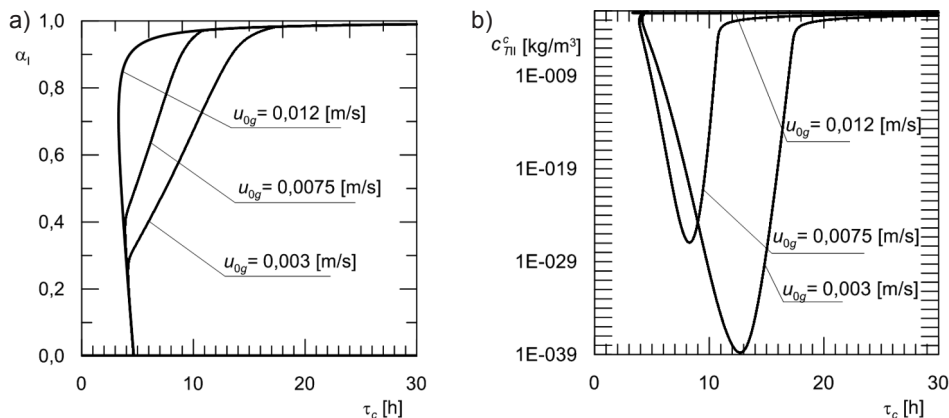 a)
α₁
1,0
0,8
0,6
0,4
0,2
0,0
u₀g = 0,012 [m/s]
u₀g = 0,0075 [m/s]
u₀g = 0,003 [m/s]
0 10 20 30
τc [h]
b)
cᶜTII [kg/m³]
1E-009
1E-019
1E-029
1E-039
u₀g = 0,012 [m/s]
u₀g = 0,0075 [m/s]
u₀g = 0,003 [m/s]
0 10 20 30
τc [h]